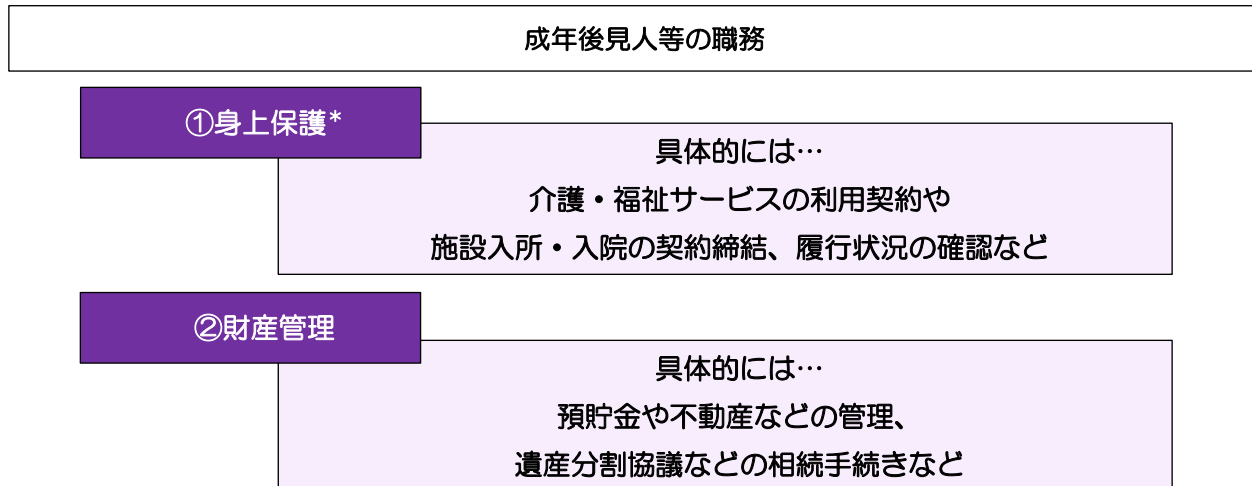 成年後見人等の職務
①身上保護*
具体的には…
介護・福祉サービスの利用契約や
施設入所・入院の契約締結、履行状況の確認など
②財産管理
具体的には…
預貯金や不動産などの管理、
遺産分割協議などの相続手続きなど